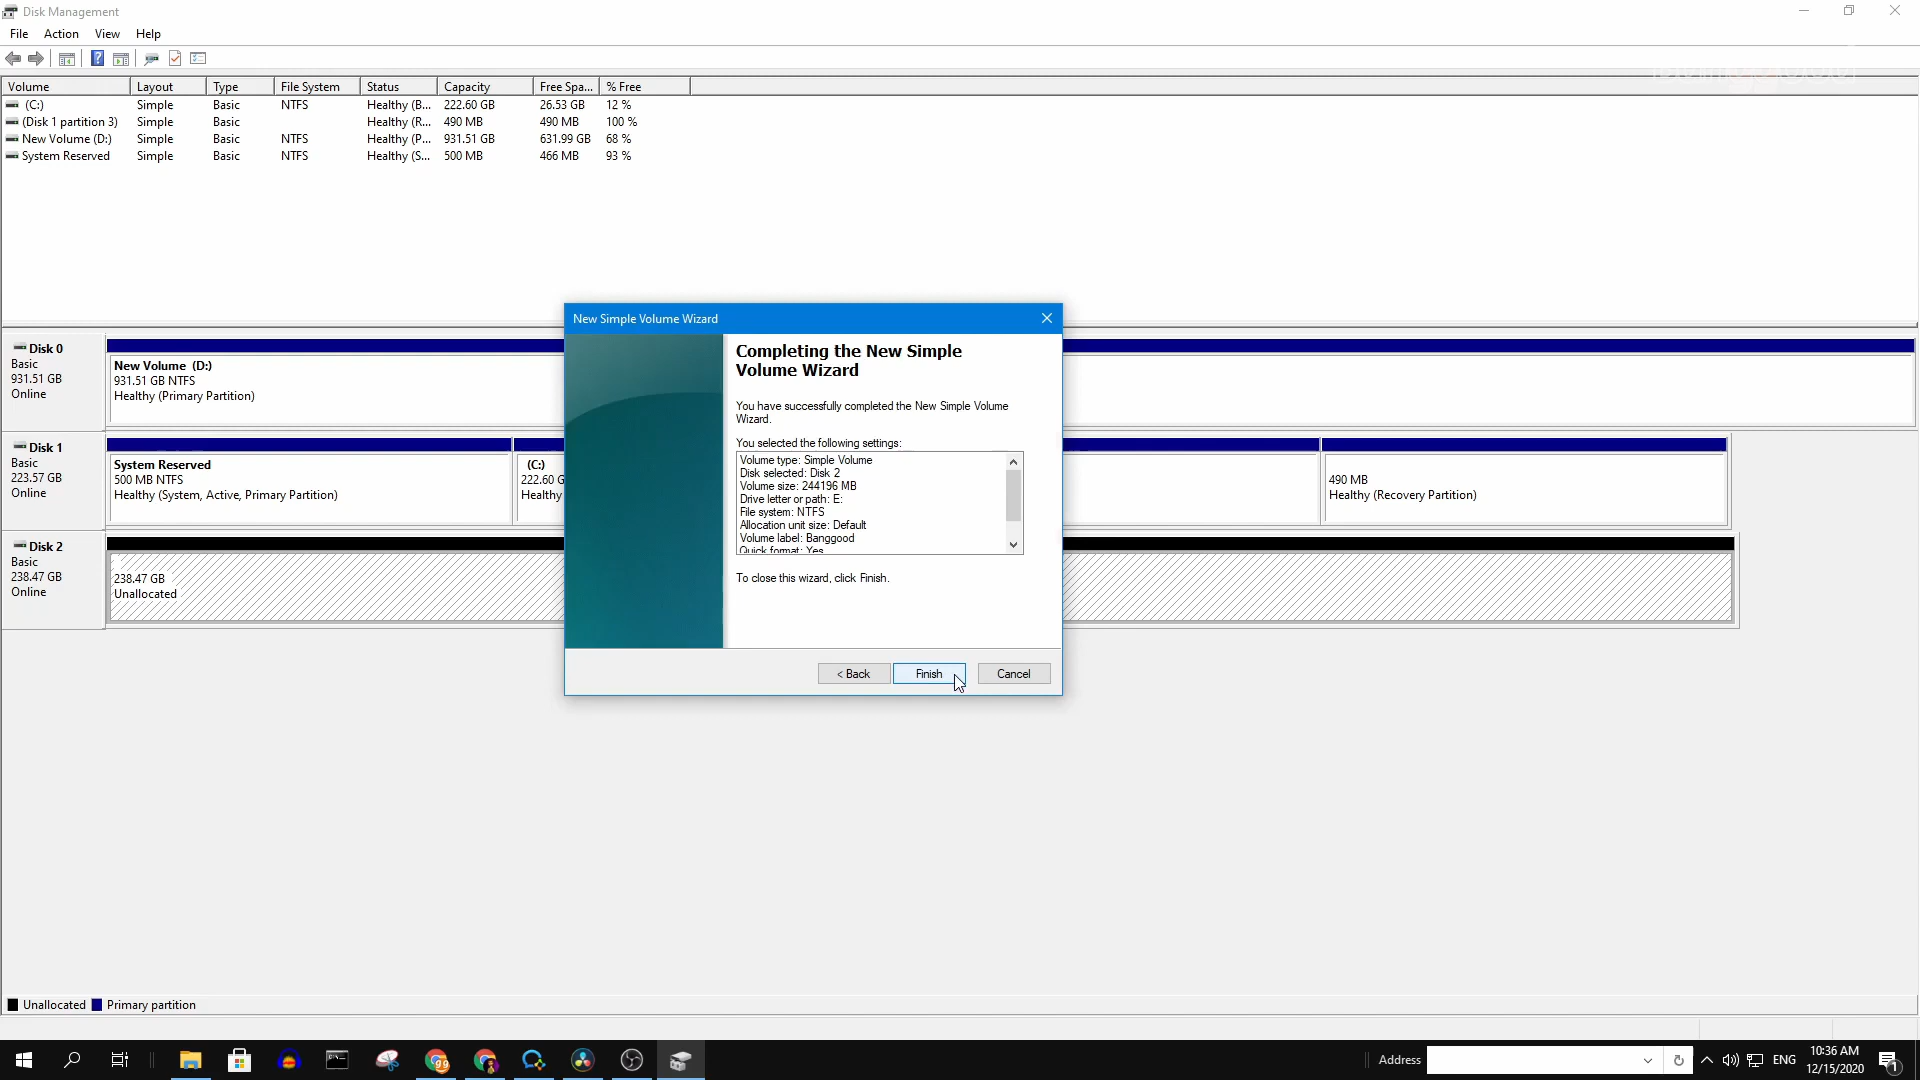 Disk Management
File Action View Help
Volume Layout Type File System Status Capacity Free Spa... % Free
(C:) Simple Basic NTFS Healthy (B... 222.60 GB 26.53 GB 12 %
(Disk 1 partition 3) Simple Basic Healthy (R... 490 MB 490 MB 100 %
New Volume (D:) Simple Basic NTFS Healthy (P... 931.51 GB 631.99 GB 68 %
System Reserved Simple Basic NTFS Healthy (S... 500 MB 466 MB 93 %
Disk 0
Basic
931.51 GB
Online
New Volume (D:)
931.51 GB NTFS
Healthy (Primary Partition)
Disk 1
Basic
223.57 GB
Online
System Reserved
500 MB NTFS
Healthy (System, Active, Primary Partition)
(C:)
222.60 G
Healthy
490 MB
Healthy (Recovery Partition)
Disk 2
Basic
238.47 GB
Online
238.47 GB
Unallocated
New Simple Volume Wizard
Completing the New Simple
Volume Wizard
You have successfully completed the New Simple Volume
Wizard.
You selected the following settings:
Volume type: Simple Volume
Disk selected: Disk 2
Volume size: 244196 MB
Drive letter or path: E:
File system: NTFS
Allocation unit size: Default
Volume label: Banggood
Quick format: Yes
To close this wizard, click Finish.
< Back Finish Cancel
Unallocated Primary partition
Address
ENG
10:36 AM
12/15/2020
1